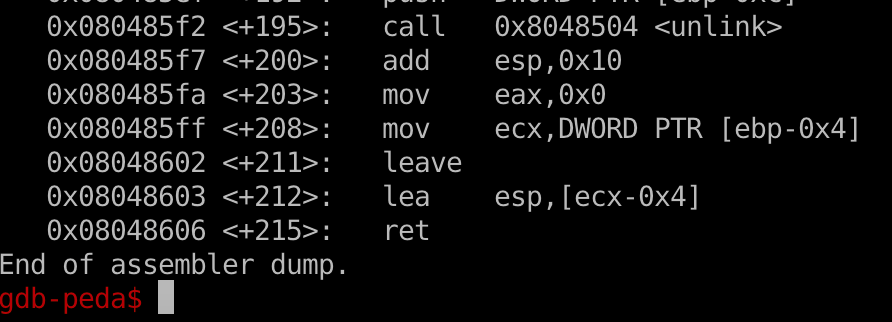 0x080485f2 <+195>: call 0x8048504 <unlink>
0x080485f7 <+200>: add esp,0x10
0x080485fa <+203>: mov eax,0x0
0x080485ff <+208>: mov ecx,DWORD PTR [ebp-0x4]
0x08048602 <+211>: leave
0x08048603 <+212>: lea esp,[ecx-0x4]
0x08048606 <+215>: ret
End of assembler dump.
gdb-peda$